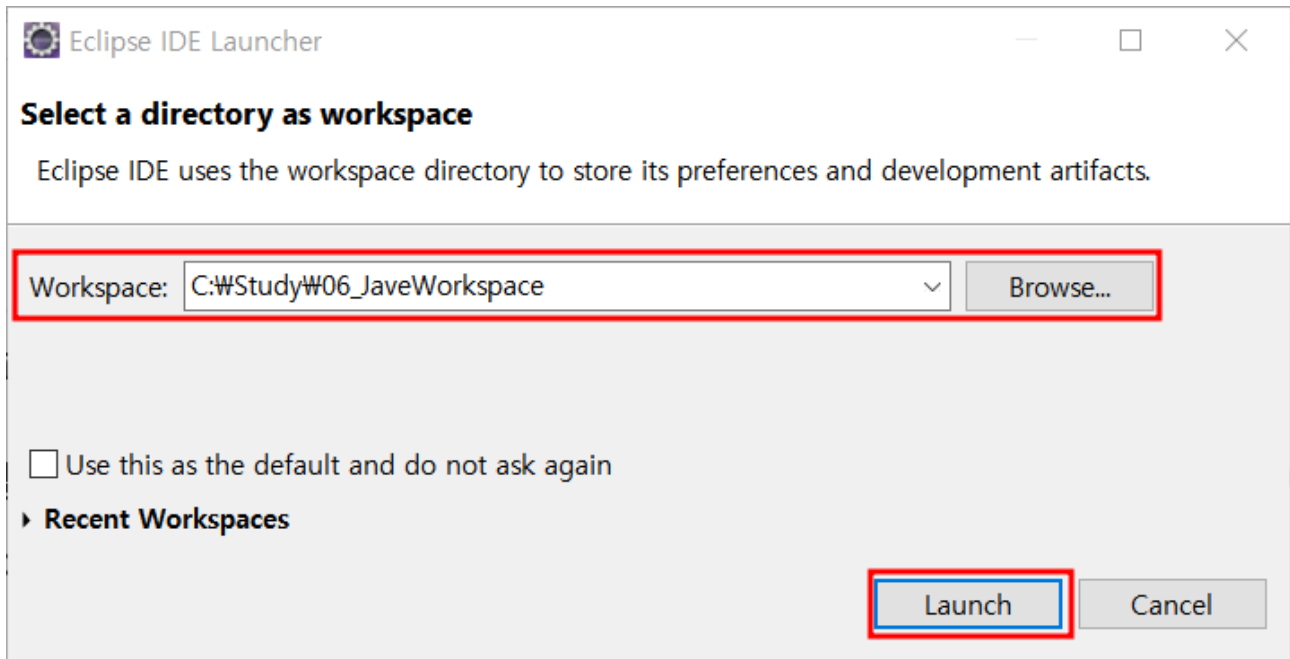 Eclipse IDE Launcher
Select a directory as workspace
Eclipse IDE uses the workspace directory to store its preferences and development artifacts.
Workspace: C:₩Study₩06_JaveWorkspace Browse...
Use this as the default and do not ask again
Recent Workspaces
Launch Cancel